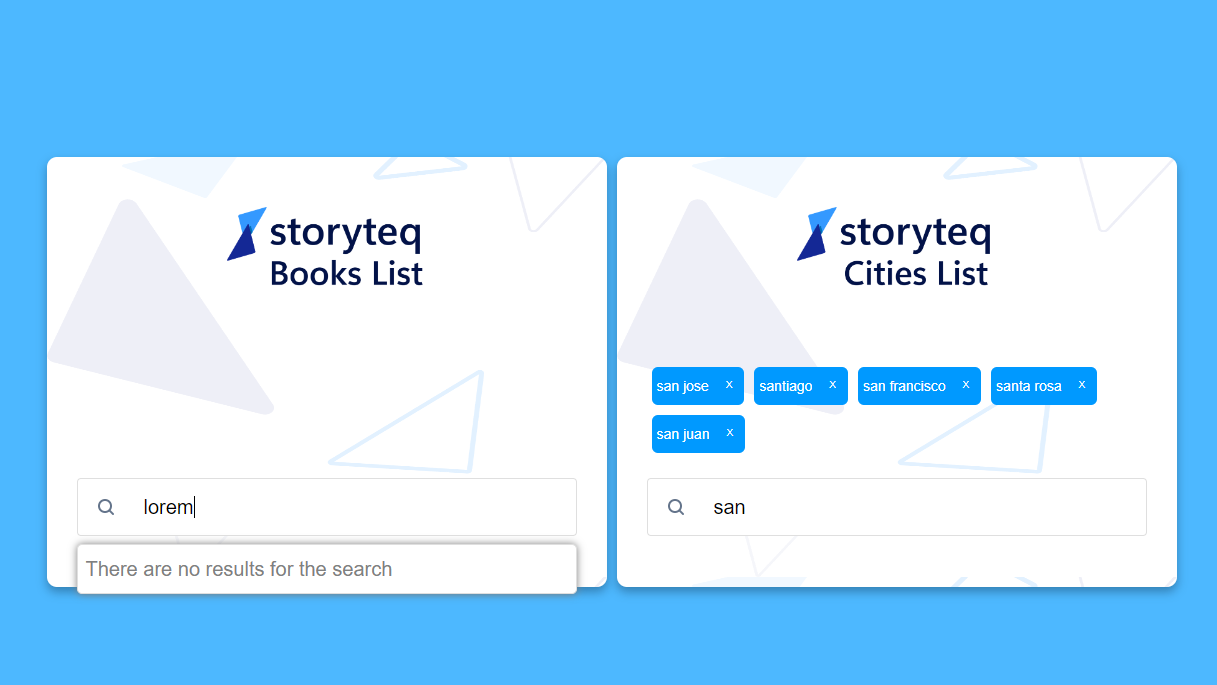 storyteq
Books List
lorem
There are no results for the search
storyteq
Cities List
san jose x santiago x san francisco x santa rosa x
san juan x
san